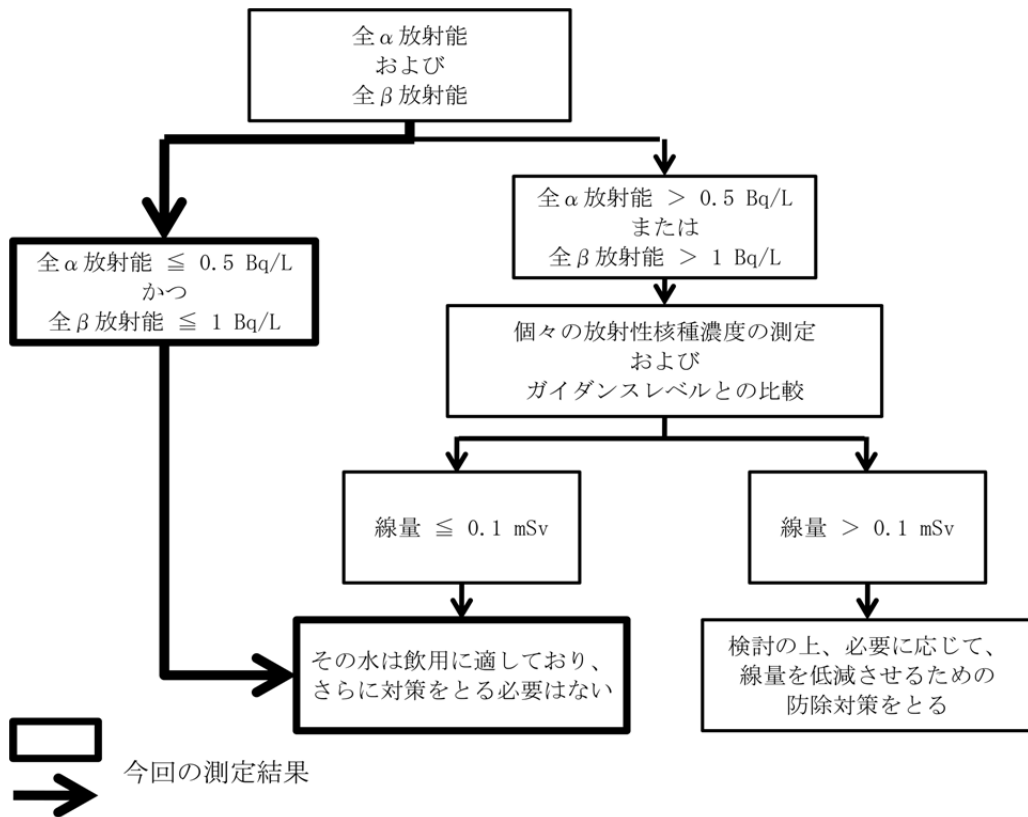 全α放射能
および
全β放射能
全α放射能 > 0.5 Bq/L
または
全β放射能 > 1 Bq/L
全α放射能 ≦ 0.5 Bq/L
かつ
全β放射能 ≦ 1 Bq/L
個々の放射性核種濃度の測定
および
ガイダンスレベルとの比較
線量 ≦ 0.1 mSv
線量 > 0.1 mSv
その水は飲用に適しており、
さらに対策をとる必要はない
検討の上、必要に応じて、
線量を低減させるための
防除対策をとる
今回の測定結果